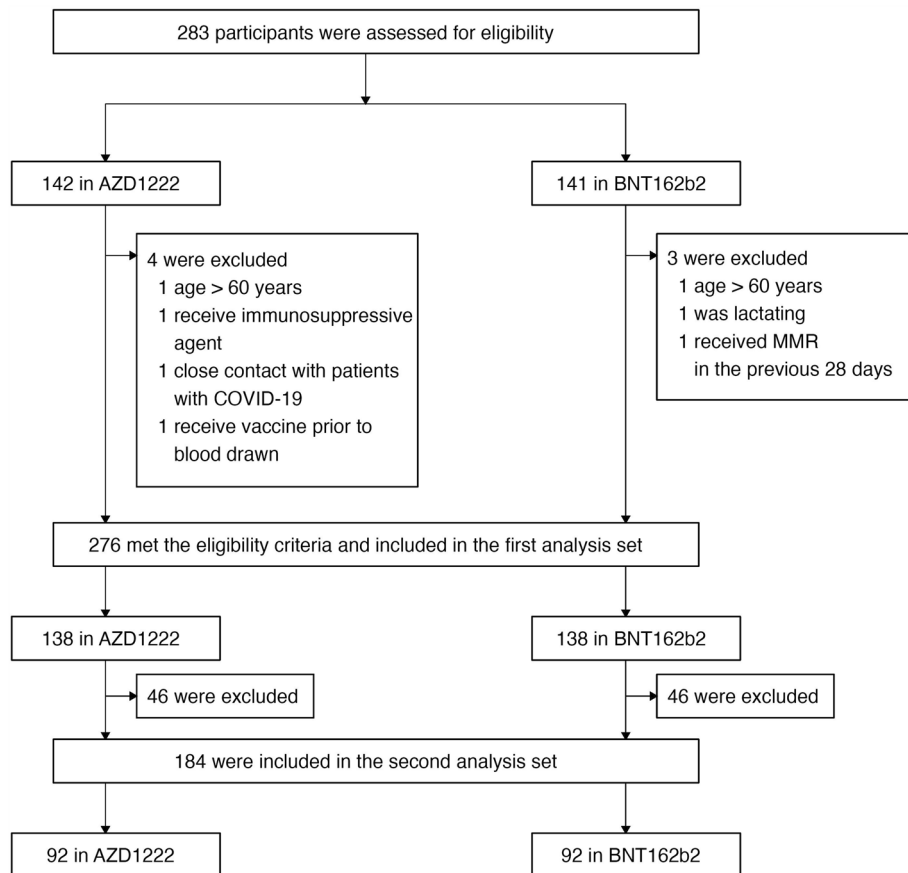 283 participants were assessed for eligibility
142 in AZD1222
141 in BNT162b2
4 were excluded
1 age > 60 years
1 receive immunosuppressive
agent
1 close contact with patients
with COVID-19
1 receive vaccine prior to
blood drawn
3 were excluded
1 age > 60 years
1 was lactating
1 received MMR
in the previous 28 days
276 met the eligibility criteria and included in the first analysis set
138 in AZD1222
138 in BNT162b2
46 were excluded
46 were excluded
184 were included in the second analysis set
92 in AZD1222
92 in BNT162b2